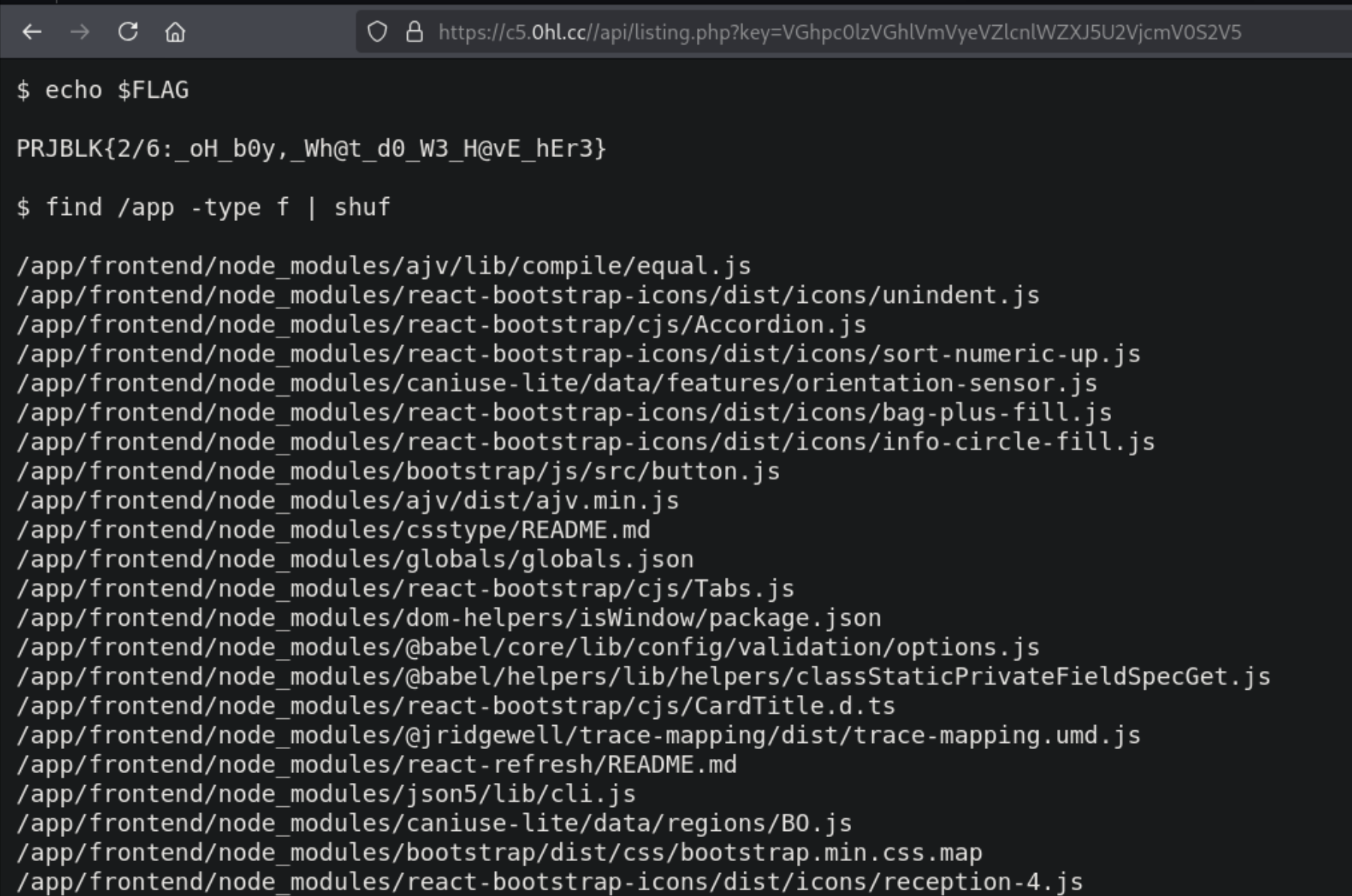 https://c5.0hl.cc//api/listing.php?key=VGhpc0lzVGhlVmVyeVZlcnlWZXJ5U2VjcmV0S2V5
$ echo $FLAG
PRJBLK{2/6:_oH_b0y,_Wh@t_d0_W3_H@vE_hEr3}
$ find /app -type f | shuf
/app/frontend/node_modules/ajv/lib/compile/equal.js
/app/frontend/node_modules/react-bootstrap-icons/dist/icons/unindent.js
/app/frontend/node_modules/react-bootstrap/cjs/Accordion.js
/app/frontend/node_modules/react-bootstrap-icons/dist/icons/sort-numeric-up.js
/app/frontend/node_modules/caniuse-lite/data/features/orientation-sensor.js
/app/frontend/node_modules/react-bootstrap-icons/dist/icons/bag-plus-fill.js
/app/frontend/node_modules/react-bootstrap-icons/dist/icons/info-circle-fill.js
/app/frontend/node_modules/bootstrap/js/src/button.js
/app/frontend/node_modules/ajv/dist/ajv.min.js
/app/frontend/node_modules/csstype/README.md
/app/frontend/node_modules/globals/globals.json
/app/frontend/node_modules/react-bootstrap/cjs/Tabs.js
/app/frontend/node_modules/dom-helpers/isWindow/package.json
/app/frontend/node_modules/@babel/core/lib/config/validation/options.js
/app/frontend/node_modules/@babel/helpers/lib/helpers/classStaticPrivateFieldSpecGet.js
/app/frontend/node_modules/react-bootstrap/cjs/CardTitle.d.ts
/app/frontend/node_modules/@jridgewell/trace-mapping/dist/trace-mapping.umd.js
/app/frontend/node_modules/react-refresh/README.md
/app/frontend/node_modules/json5/lib/cli.js
/app/frontend/node_modules/caniuse-lite/data/regions/BO.js
/app/frontend/node_modules/bootstrap/dist/css/bootstrap.min.css.map
/app/frontend/node_modules/react-bootstrap-icons/dist/icons/reception-4.js